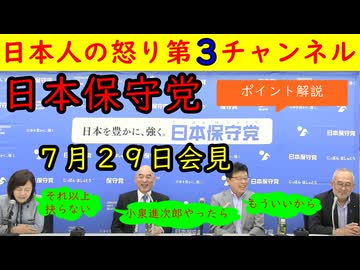 日本人の怒り第３チャンネル
日本保守党
ポイント解説
日本を豊かに、強く。日本保守党
７月２９日会見
それ以上
抉らない
小泉進次郎やったら
もういいから